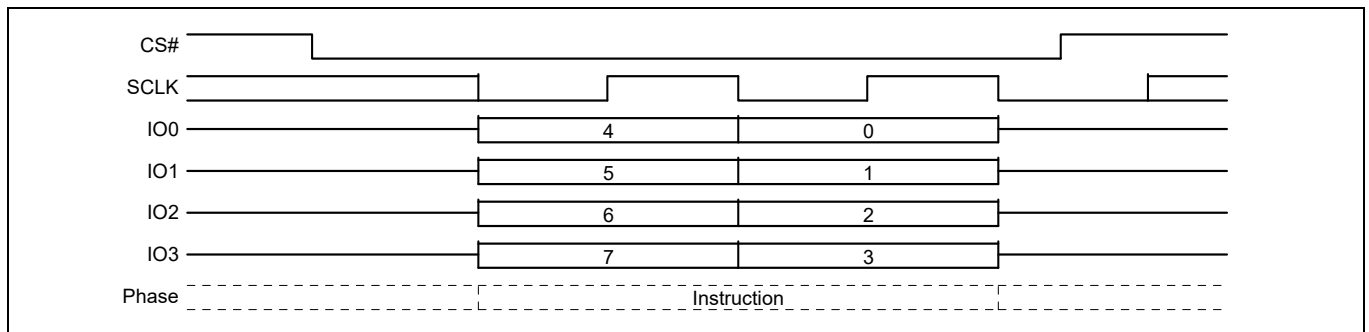 CS#
SCLK
IO0 4 0
IO1 5 1
IO2 6 2
IO3 7 3
Phase Instruction